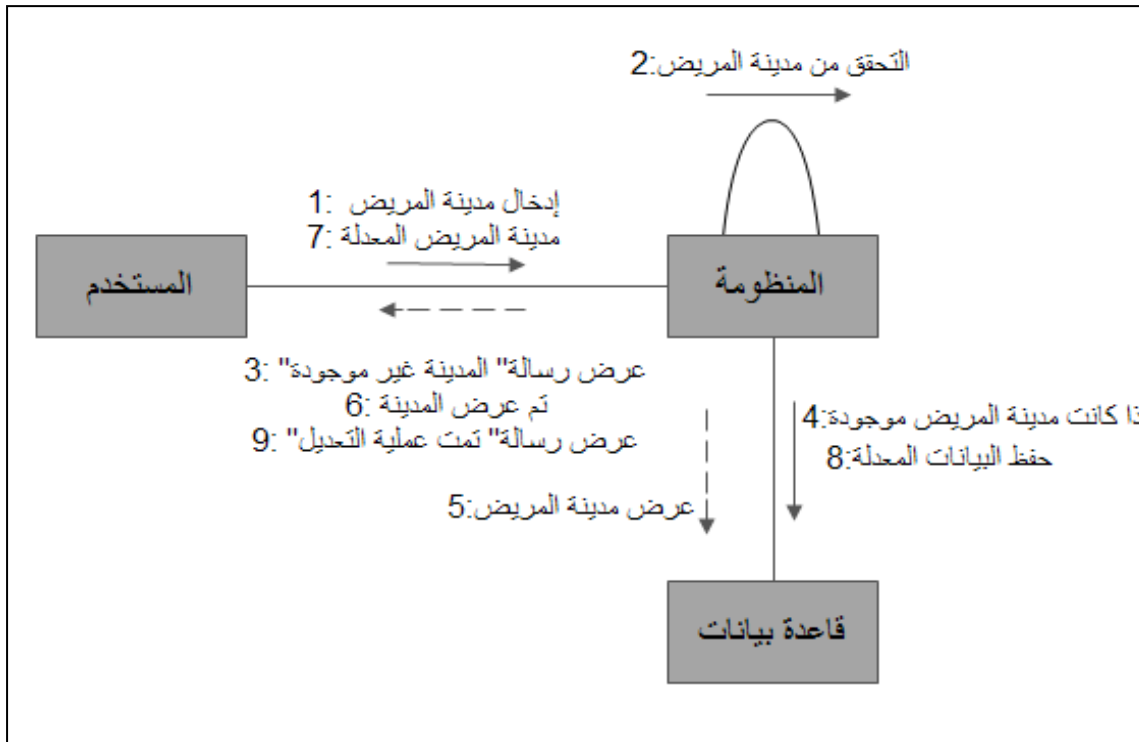 التحقق من مدينة المريض:2
إدخال مدينة المريض :1
مدينة المريض المعدلة :7
المستخدم
المنظومة
عرض رسالة" المدينة غير موجودة" :3
تم عرض المدينة :6
عرض رسالة" تمت عملية التعديل" :9
ذا كانت مدينة المريض موجودة:4
حفظ البيانات المعدلة:8
عرض مدينة المريض:5
قاعدة بيانات